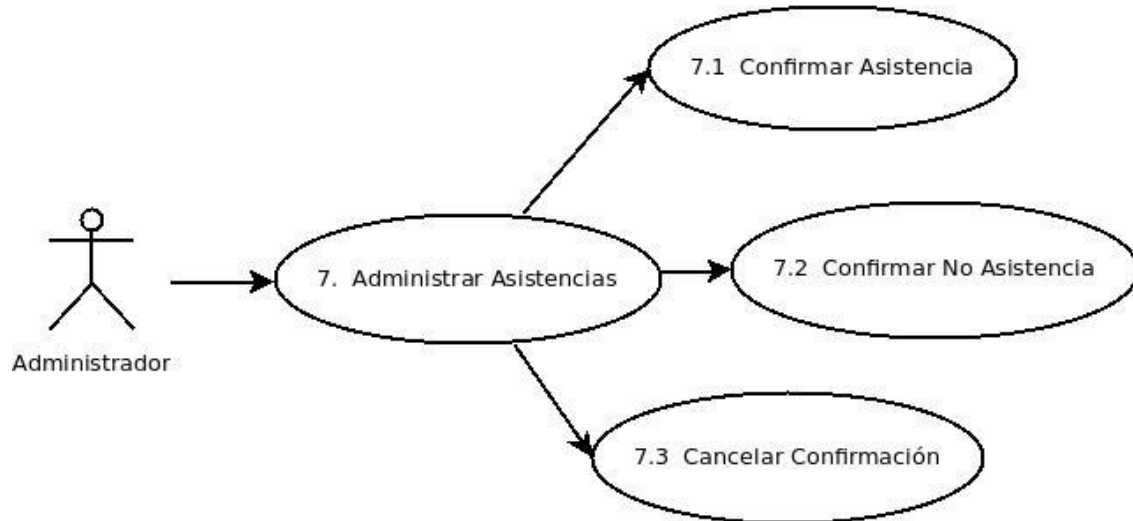 7.1 Confirmar Asistencia
7. Administrar Asistencias
7.2 Confirmar No Asistencia
Administrador
7.3 Cancelar Confirmación